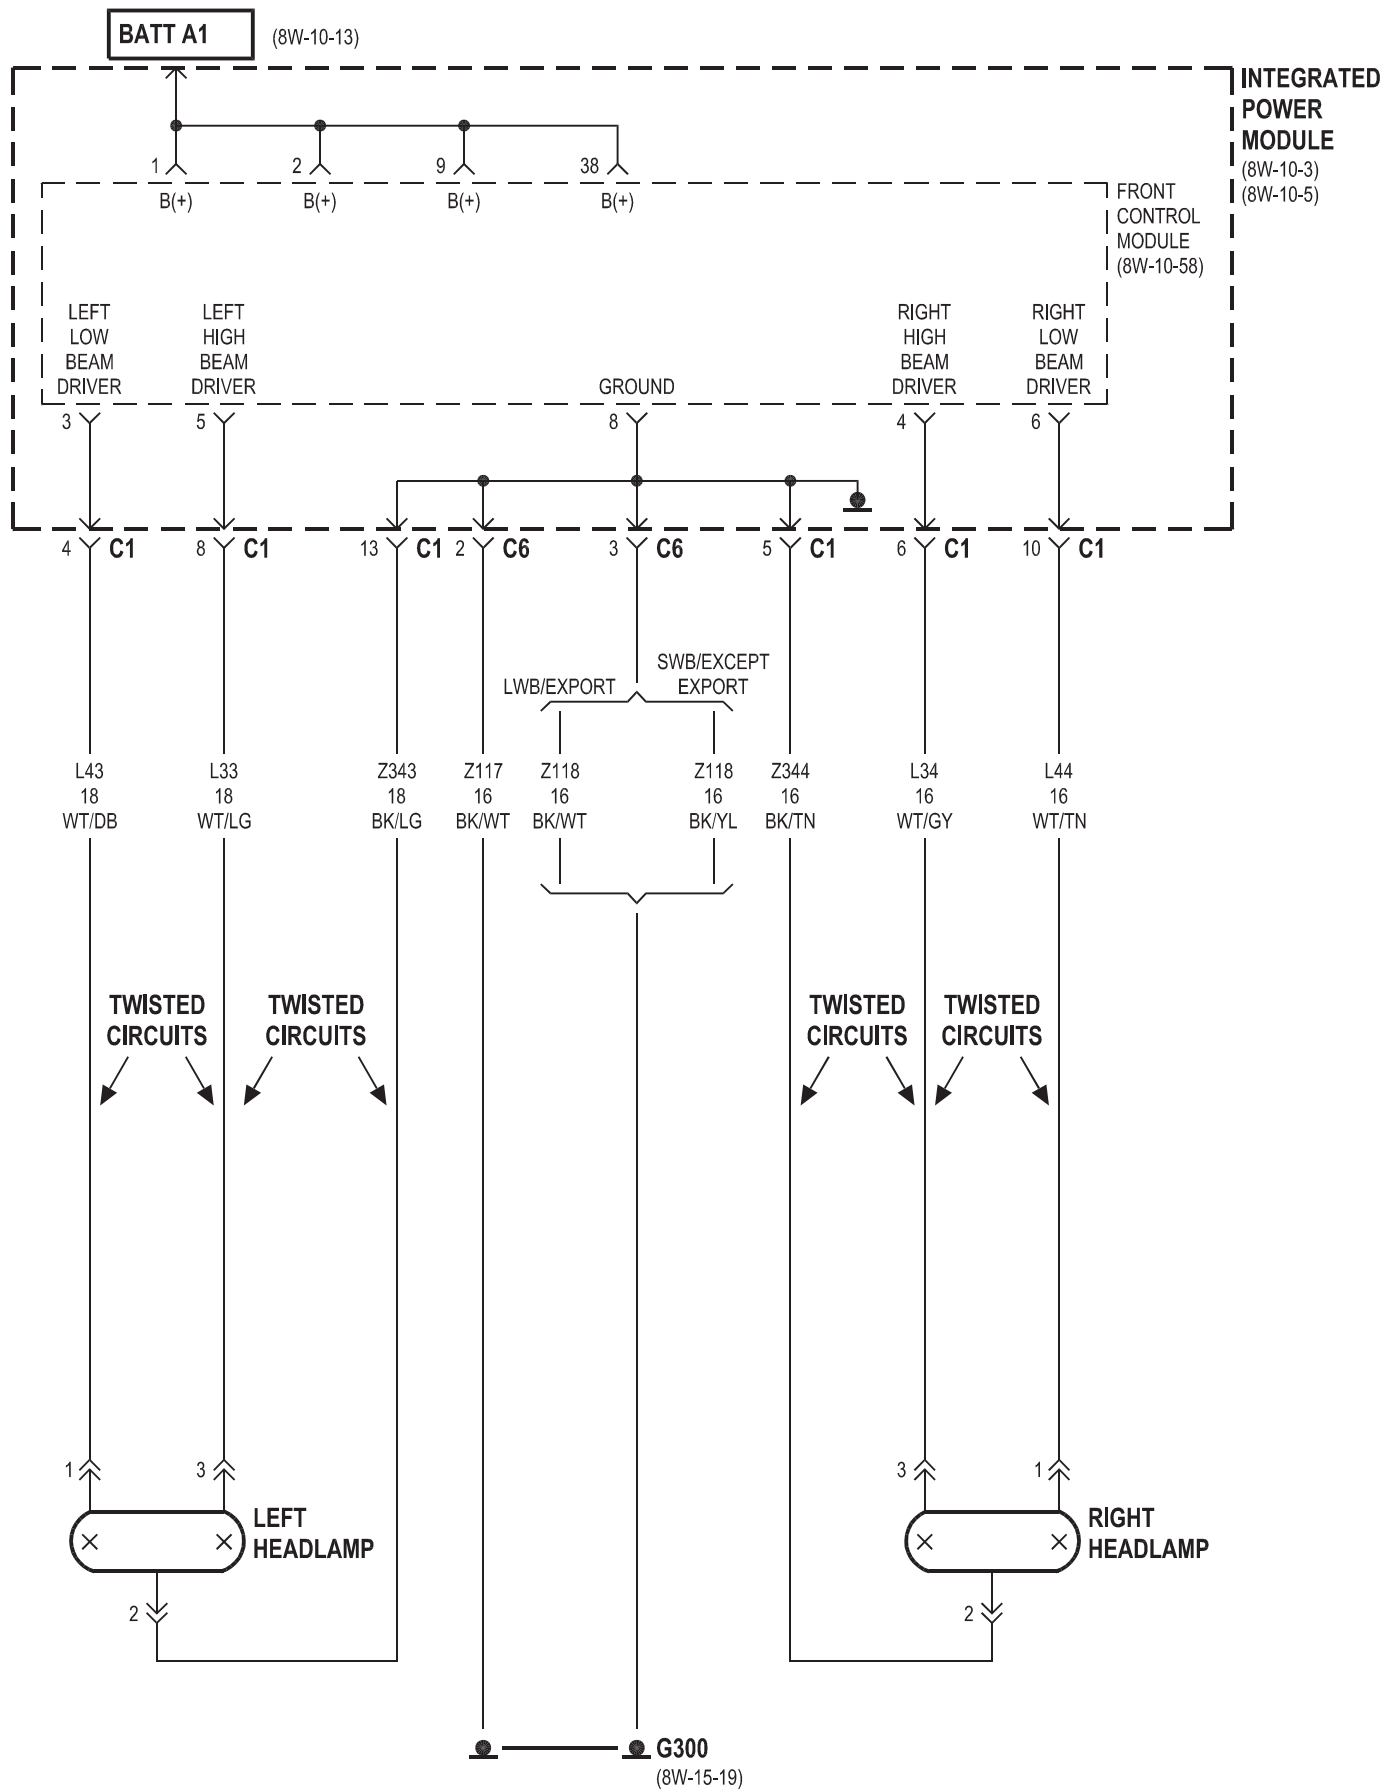 BATT A1 (8W-10-13)
INTEGRATED
POWER
MODULE
(8W-10-3)
(8W-10-5)
1 2 9 38
B(+) B(+) B(+) B(+)
FRONT
CONTROL
MODULE
(8W-10-58)
LEFT
LOW
BEAM
DRIVER
LEFT
HIGH
BEAM
DRIVER
GROUND
RIGHT
HIGH
BEAM
DRIVER
RIGHT
LOW
BEAM
DRIVER
3 5 8 4 6
4 C1 8 C1 13 C1 2 C6 3 C6 5 C1 6 C1 10 C1
LWB/EXPORT
SWB/EXCEPT
EXPORT
L43
18
WT/DB
L33
18
WT/LG
Z343
18
BK/LG
Z117
16
BK/WT
Z118
16
BK/WT
Z118
16
BK/YL
Z344
16
BK/TN
L34
16
WT/GY
L44
16
WT/TN
TWISTED
CIRCUITS
TWISTED
CIRCUITS
TWISTED
CIRCUITS
TWISTED
CIRCUITS
1 3 3 1
LEFT
HEADLAMP
RIGHT
HEADLAMP
2 2
G300
(8W-15-19)